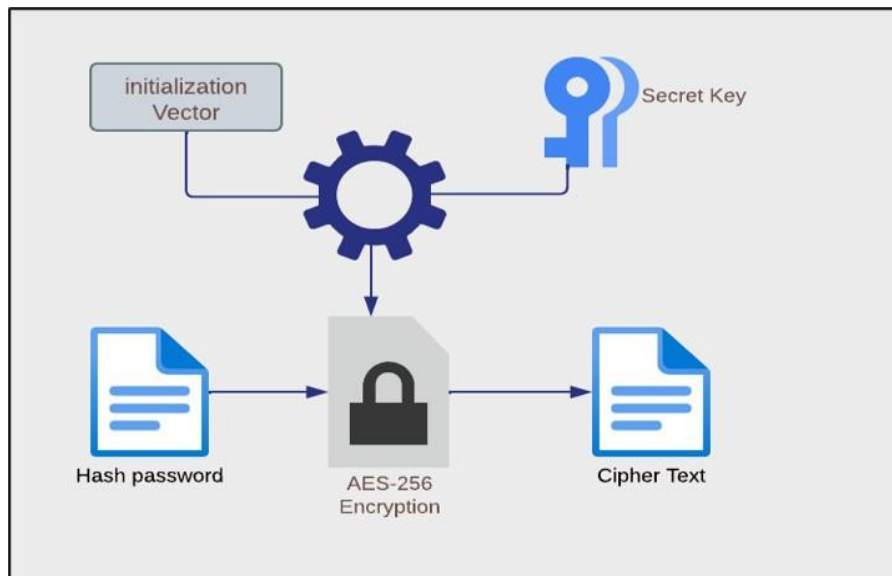 initialization
Vector
Secret Key
Hash password
AES-256
Encryption
Cipher Text